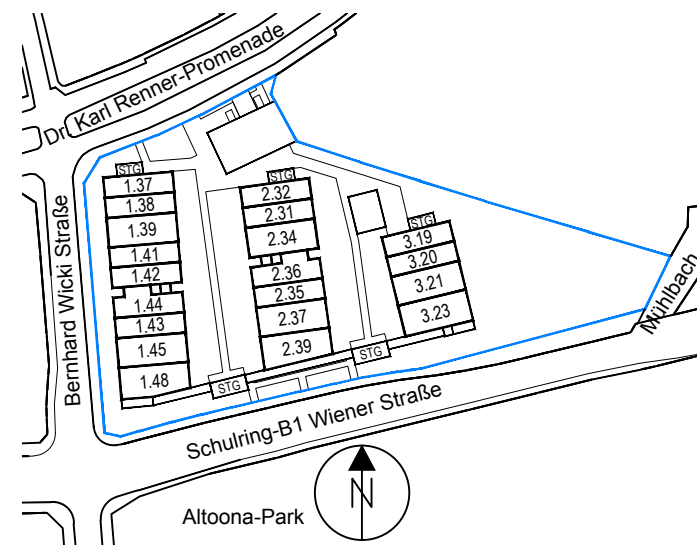 Dr. Karl Renner-Promenade
Bernhard Wicki Straße
STG
1.37
1.38
1.39
1.41
1.42
1.44
1.43
1.45
1.48
STG
STG
2.32
2.31
2.34
2.36
2.35
2.37
2.39
STG
STG
3.19
3.20
3.21
3.23
Mühlbach
Schulring-B1 Wiener Straße
Altoona-Park
N